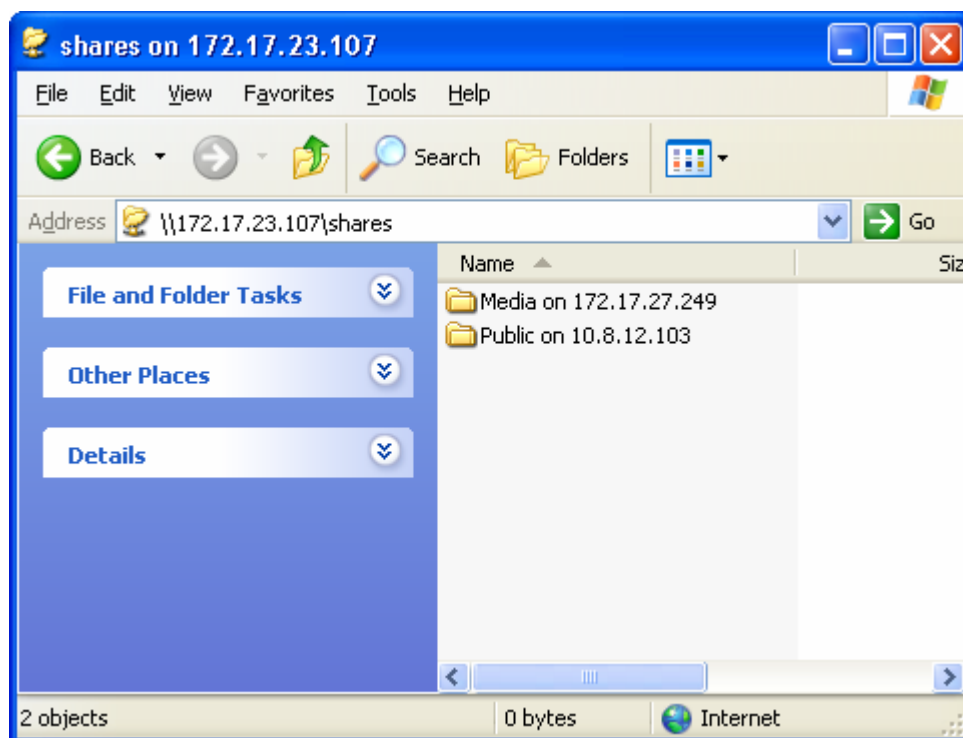 shares on 172.17.23.107
File Edit View Favorites Tools Help
Back Search Folders
Address \\172.17.23.107\shares Go
Name Siz
File and Folder Tasks
Media on 172.17.27.249
Public on 10.8.12.103
Other Places
Details
2 objects 0 bytes Internet